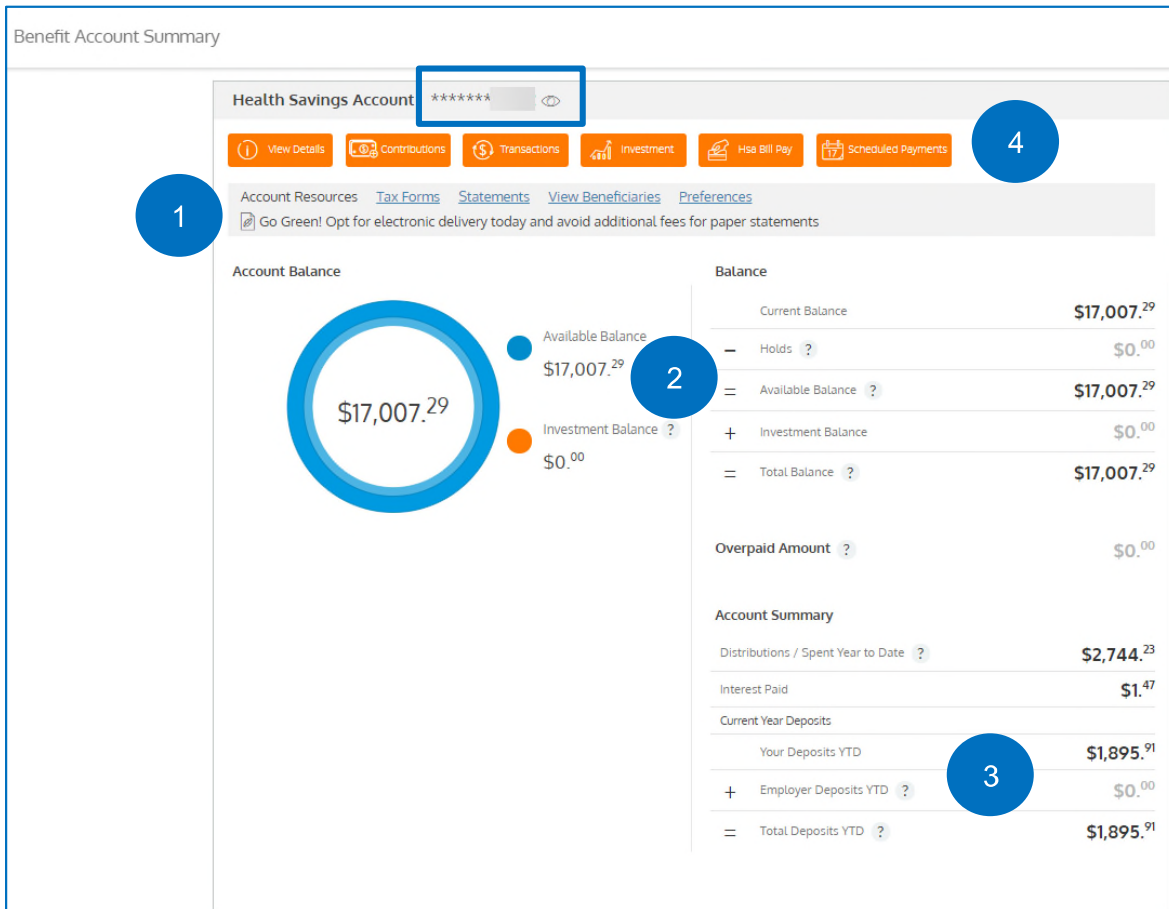 Benefit Account Summary
Health Savings Account *******
View Details Contributions Transactions Investment Hsa Bill Pay 17 Scheduled Payments
4
1
Account Resources Tax Forms Statements View Beneficiaries Preferences
Go Green! Opt for electronic delivery today and avoid additional fees for paper statements
Account Balance
$17,007.29
Available Balance
$17,007.29
Investment Balance ?
$0.00
2
Balance
Current Balance $17,007.29
− Holds ? $0.00
= Available Balance ? $17,007.29
+ Investment Balance $0.00
= Total Balance ? $17,007.29
Overpaid Amount ? $0.00
Account Summary
Distributions / Spent Year to Date ? $2,744.23
Interest Paid $1.47
Current Year Deposits
Your Deposits YTD $1,895.91
3
+ Employer Deposits YTD ? $0.00
= Total Deposits YTD ? $1,895.91